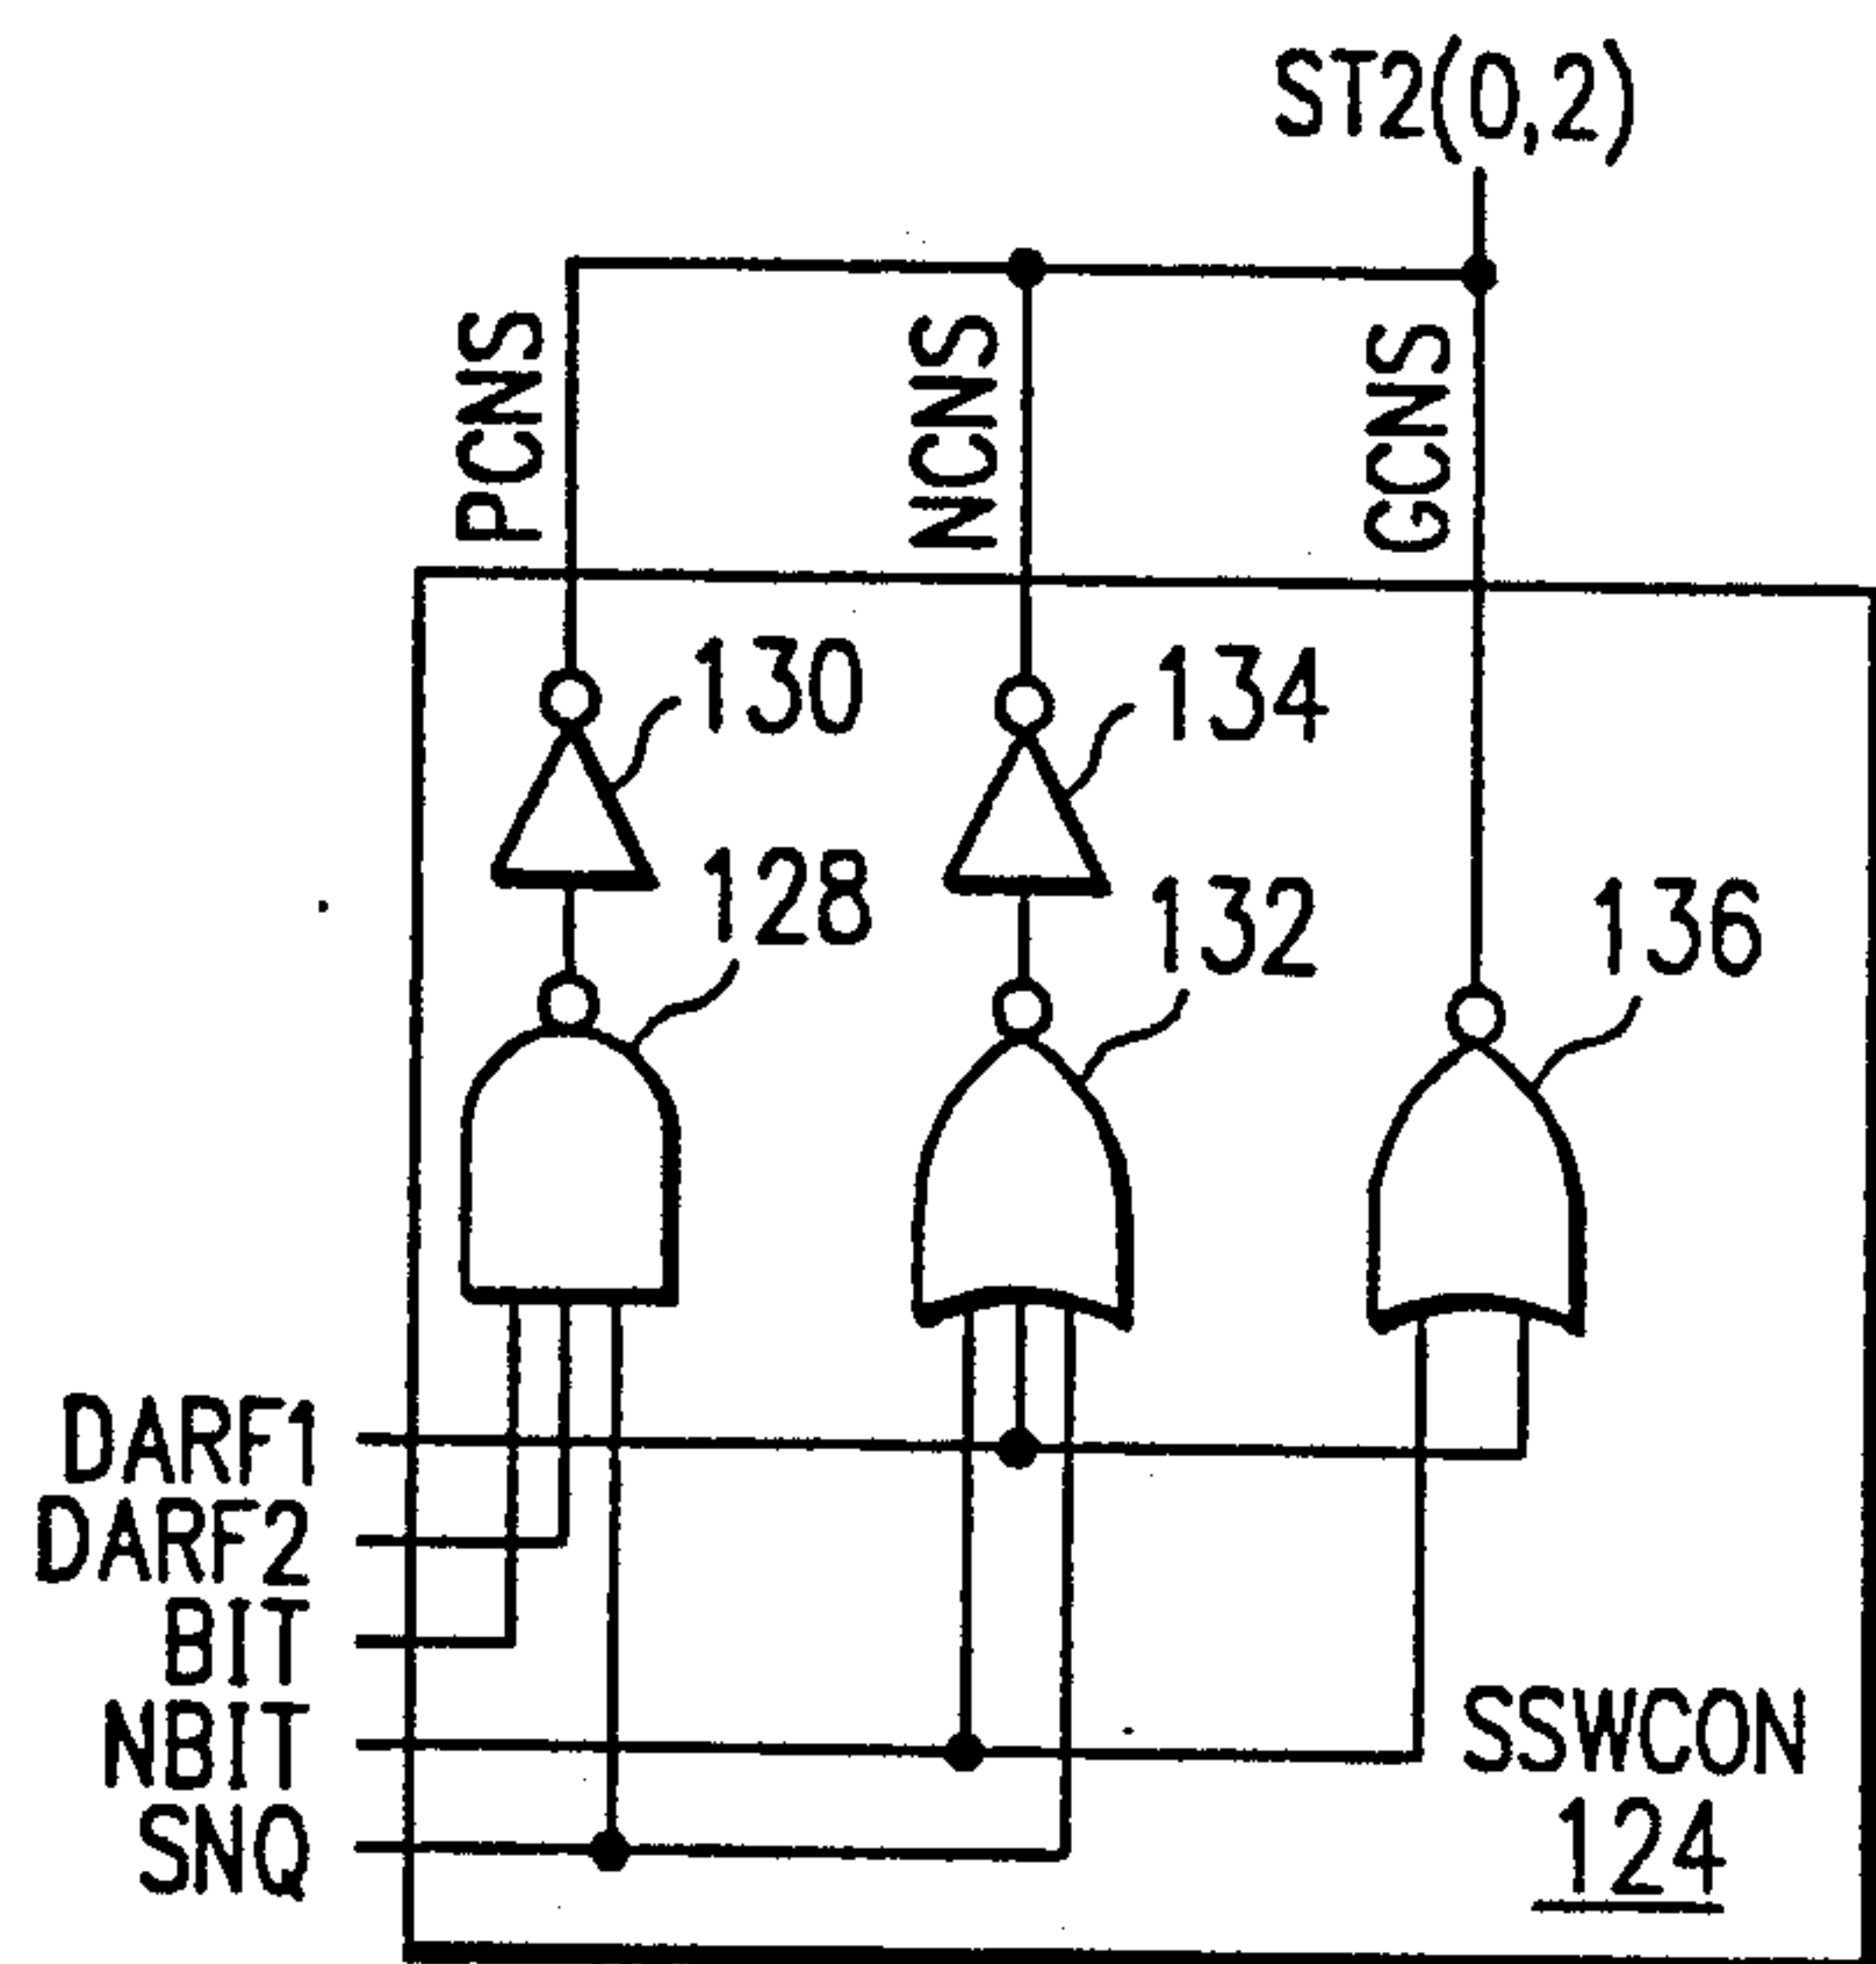 ST2(0,2)
PCNS
NCNS
GCNS
130
134
128
132
136
DARF1
DARF2
BIT
NBIT
SNQ
SSWCON
124